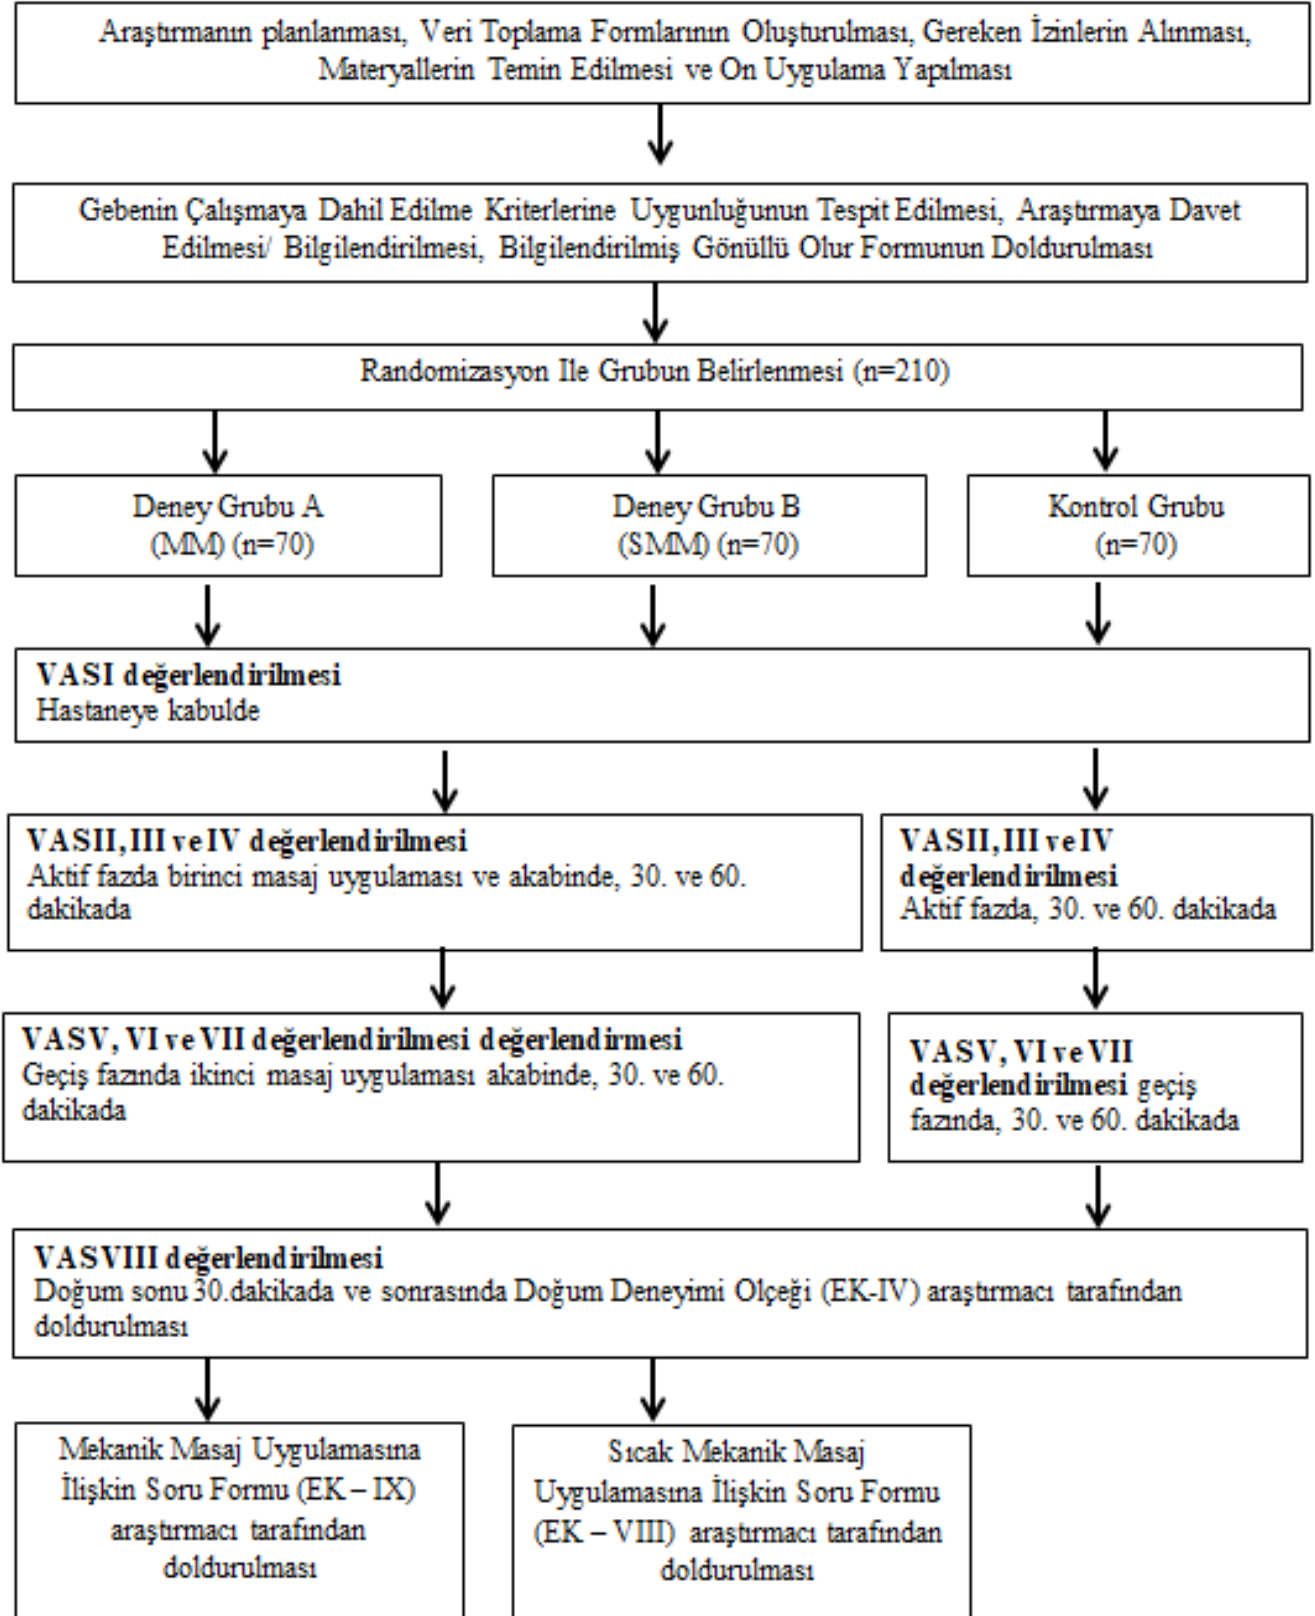 Araştırmanın planlanması, Veri Toplama Formlarının Oluşturulması, Gereken İzinlerin Alınması,
Materyallerin Temin Edilmesi ve On Uygulama Yapılması
Gebenin Çalışmaya Dahil Edilme Kriterlerine Uygunluğunun Tespit Edilmesi, Araştırmaya Davet
Edilmesi/ Bilgilendirilmesi, Bilgilendirilmiş Gönüllü Olur Formunun Doldurulması
Randomizasyon Ile Grubun Belirlenmesi (n=210)
Deney Grubu A
(MM) (n=70)
Deney Grubu B
(SMM) (n=70)
Kontrol Grubu
(n=70)
VASI değerlendirilmesi
Hastaneye kabulde
VASII, III ve IV değerlendirilmesi
Aktif fazda birinci masaj uygulaması ve akabinde, 30. ve 60.
dakikada
VASII, III ve IV
değerlendirilmesi
Aktif fazda, 30. ve 60. dakikada
VASV, VI ve VII değerlendirilmesi değerlendirmesi
Geçiş fazında ikinci masaj uygulaması akabinde, 30. ve 60.
dakikada
VASV, VI ve VII
değerlendirilmesi geçiş
fazında, 30. ve 60. dakikada
VASVIII değerlendirilmesi
Doğum sonu 30.dakikada ve sonrasında Doğum Deneyimi Olçeği (EK-IV) araştırmacı tarafından
doldurulması
Mekanik Masaj Uygulamasına
İlişkin Soru Formu (EK – IX)
araştırmacı tarafından
doldurulması
Sıcak Mekanik Masaj
Uygulamasına İlişkin Soru Formu
(EK – VIII) araştırmacı tarafından
doldurulması